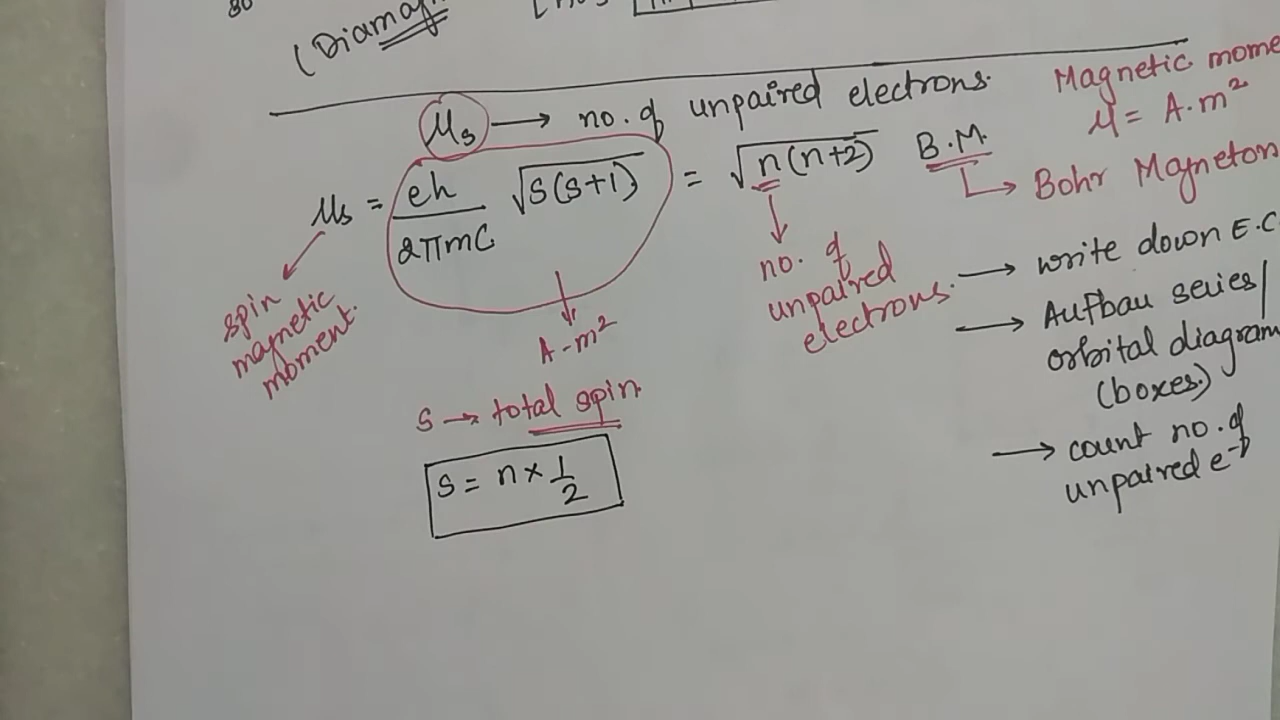 80
(Diamag
μs → no. of unpaired electrons.
Magnetic mome
μ = A·m²
μs = eh/2πmc √S(S+1) = √n(n+2) B.M.
→ Bohr Magneton
spin
magnetic
moment.
A-m²
no. of
unpaired
electrons.
→ write down E.C.
→ Aufbau series/
orbital diagram
(boxes)
→ count no. of
unpaired e⁻
S → total spin.
S = n × 1/2